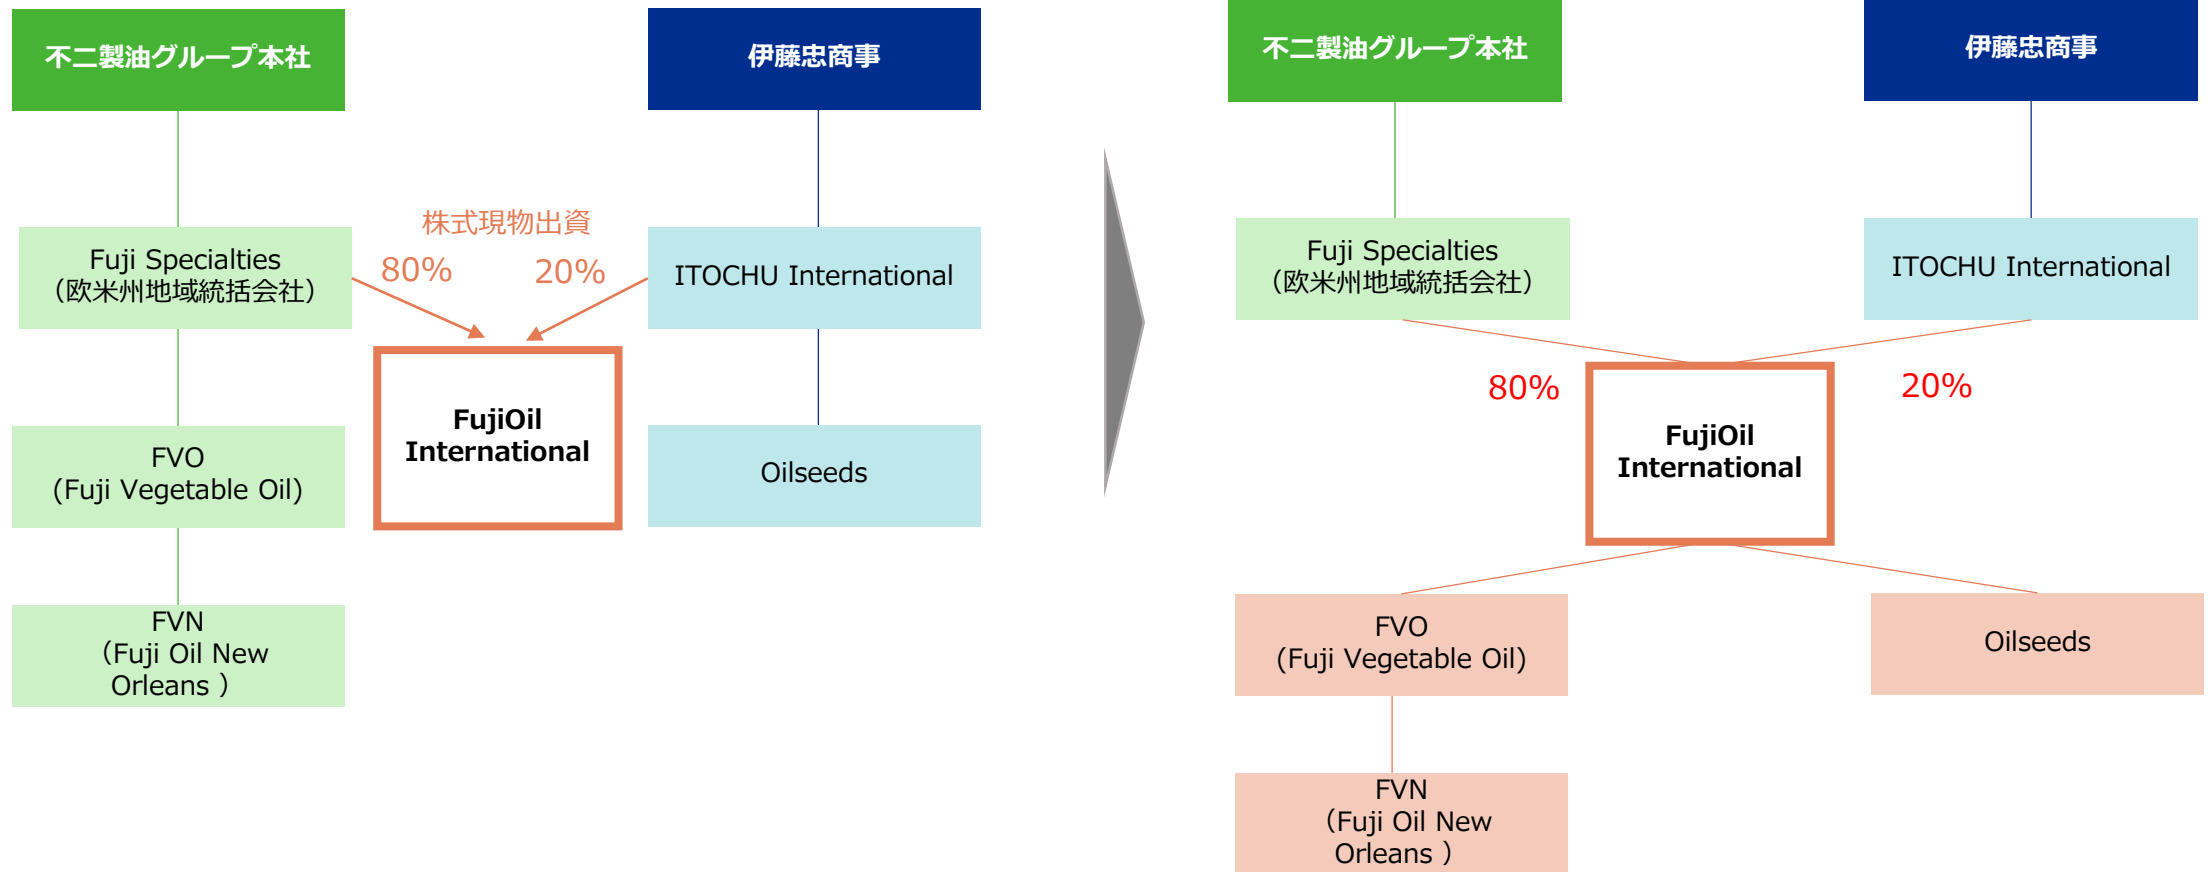 不二製油グループ本社
伊藤忠商事
株式現物出資
80%
20%
Fuji Specialties
（欧米州地域統括会社）
ITOCHU International
FujiOil
International
FVO
(Fuji Vegetable Oil)
Oilseeds
FVN
（Fuji Oil New
Orleans ）
不二製油グループ本社
伊藤忠商事
Fuji Specialties
（欧米州地域統括会社）
ITOCHU International
80%
20%
FujiOil
International
FVO
(Fuji Vegetable Oil)
Oilseeds
FVN
（Fuji Oil New
Orleans ）